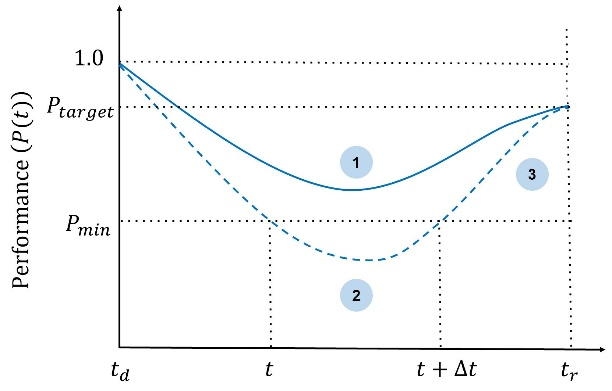 Performance (P(t))
1.0
P_target
P_min
1
2
3
t_d
t
t + Δt
t_r